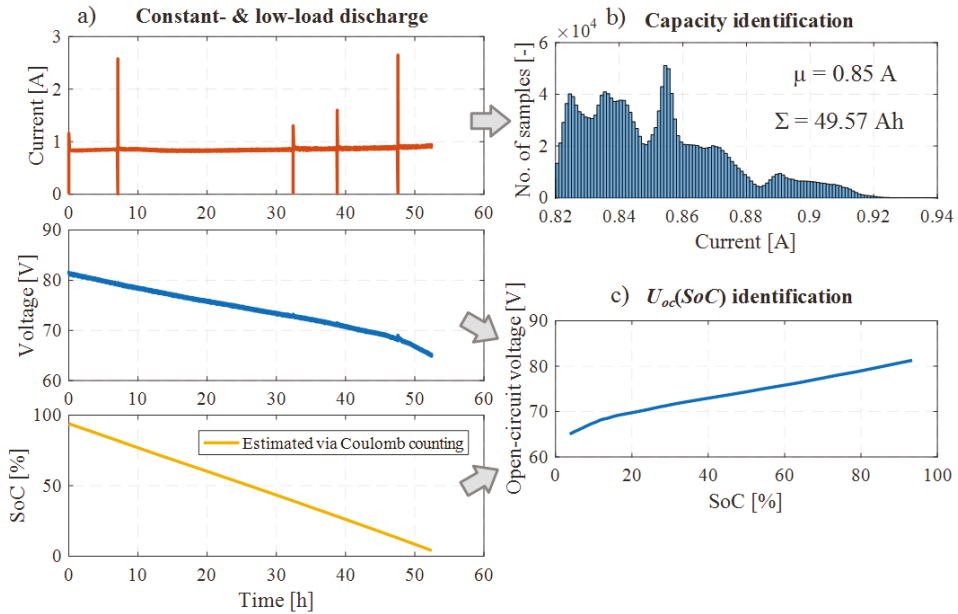 a) Constant- & low-load discharge
Current [A]
3
2
1
0
0 10 20 30 40 50 60
Voltage [V]
90
80
70
60
0 10 20 30 40 50 60
SoC [%]
100
50
0
Estimated via Coulomb counting
0 10 20 30 40 50 60
Time [h]
b) Capacity identification
×10⁴
No. of samples [-]
6
4
2
0
μ = 0.85 A
Σ = 49.57 Ah
0.82 0.84 0.86 0.88 0.9 0.92 0.94
Current [A]
c) Uoc(SoC) identification
Open-circuit voltage [V]
90
80
70
60
0 20 40 60 80 100
SoC [%]